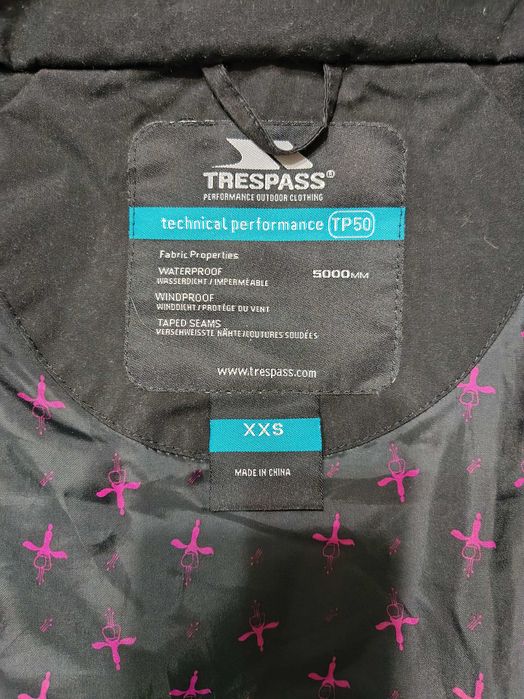 TRESPASS®
PERFORMANCE OUTDOOR CLOTHING
technical performance TP50
Fabric Properties
WATERPROOF 5000MM
WASSERDICHT / IMPERMÉABLE
WINDPROOF
WINDDICHT / PROTÉGE DU VENT
TAPED SEAMS
VERSCHWEISSTE NÄHTE/COUTURES SOUDÉES
www.trespass.com
XXS
MADE IN CHINA